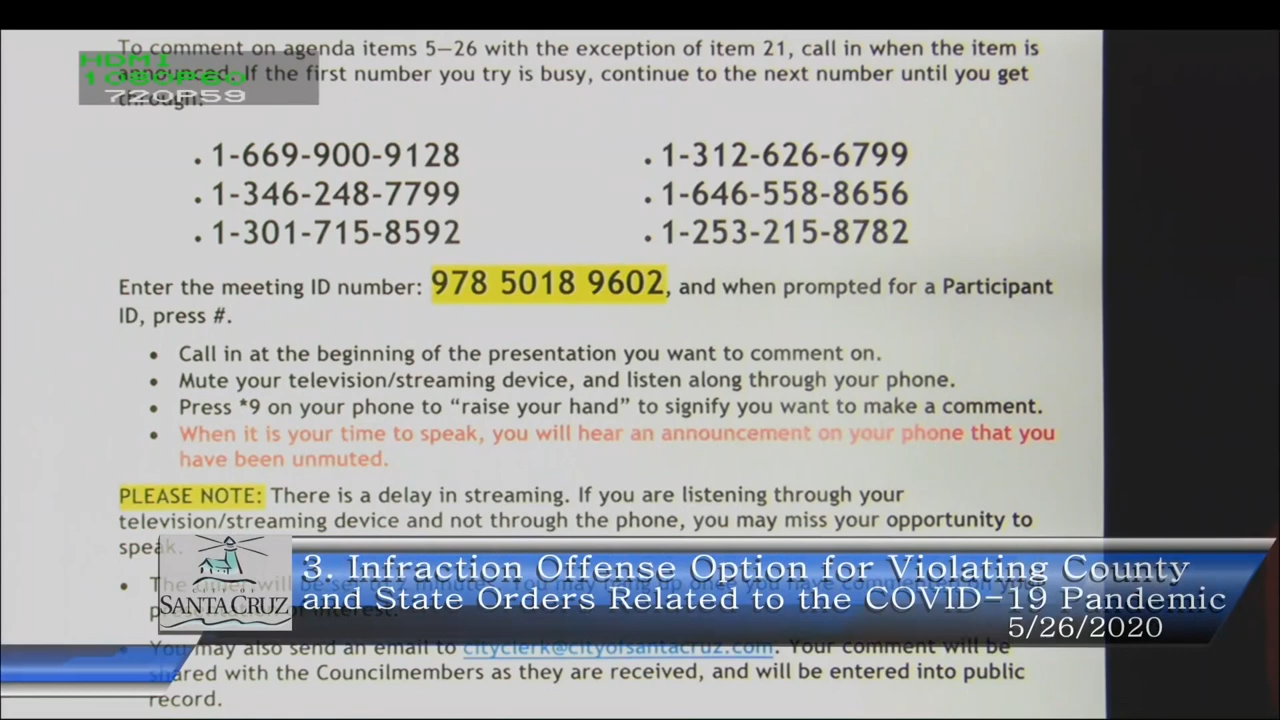 To comment on agenda items 5—26 with the exception of item 21, call in when the item is
HDMI
announced. If the first number you try is busy, continue to the next number until you get
1080P60
720P59
through:
. 1-669-900-9128
. 1-312-626-6799
. 1-346-248-7799
. 1-646-558-8656
. 1-301-715-8592
. 1-253-215-8782
Enter the meeting ID number: 978 5018 9602, and when prompted for a Participant
ID, press #.
• Call in at the beginning of the presentation you want to comment on.
• Mute your television/streaming device, and listen along through your phone.
• Press *9 on your phone to “raise your hand” to signify you want to make a comment.
• When it is your time to speak, you will hear an announcement on your phone that you
have been unmuted.
PLEASE NOTE: There is a delay in streaming. If you are listening through your
television/streaming device and not through the phone, you may miss your opportunity to
speak.
3. Infraction Offense Option for Violating County
and State Orders Related to the COVID-19 Pandemic
5/26/2020
CITY OF
SANTA CRUZ
• You may also send an email to cityclerk@cityofsantacruz.com. Your comment will be
shared with the Councilmembers as they are received, and will be entered into public
record.